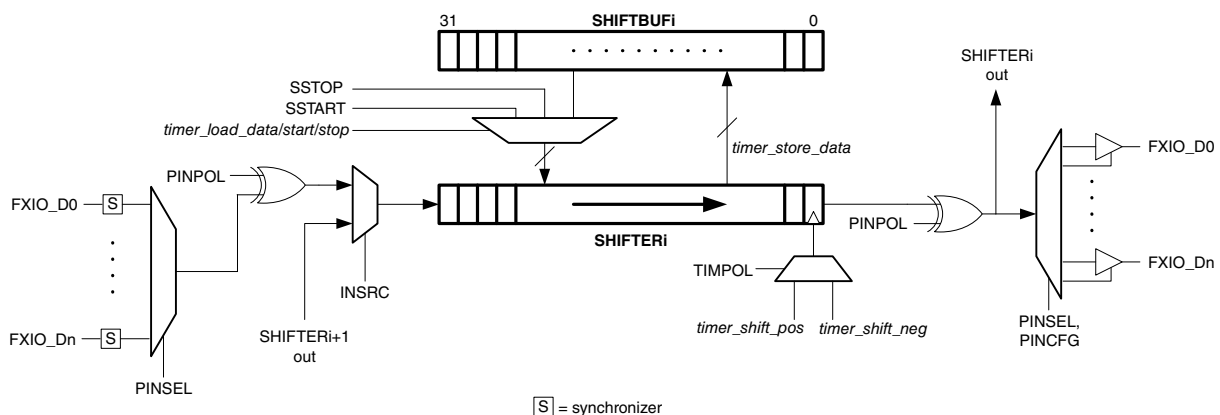 31
SHIFTBUFi
0
SHIFTERi
out
SSTOP
SSTART
timer_load_data/start/stop
timer_store_data
FXIO_D0
PINPOL
FXIO_D0
S
SHIFTERi
PINPOL
TIMPOL
FXIO_Dn
INSRC
timer_shift_pos
timer_shift_neg
FXIO_Dn
S
SHIFTERi+1
out
PINSEL,
PINCFG
PINSEL
S = synchronizer